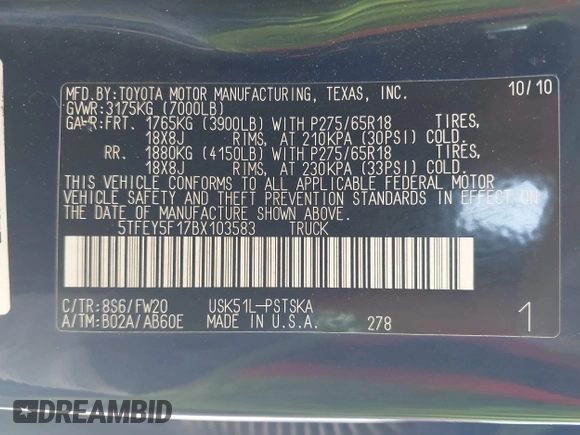 MFD.BY:TOYOTA MOTOR MANUFACTURING, TEXAS, INC. 10/10
GVWR:3175KG (7000LB)
GAWR:FRT. 1765KG (3900LB) WITH P275/65R18 TIRES,
18X8J RIMS, AT 210KPA (30PSI) COLD.
RR. 1880KG (4150LB) WITH P275/65R18 TIRES,
18X8J RIMS, AT 230KPA (33PSI) COLD.
THIS VEHICLE CONFORMS TO ALL APPLICABLE FEDERAL MOTOR
VEHICLE SAFETY AND THEFT PREVENTION STANDARDS IN EFFECT ON
THE DATE OF MANUFACTURE SHOWN ABOVE.
5TFEY5F17BX103583 TRUCK
C/TR:8S6/FW20 USK51L-PSTSKA
A/TM:B02A/AB60E MADE IN U.S.A. 278 1
DREAMBID